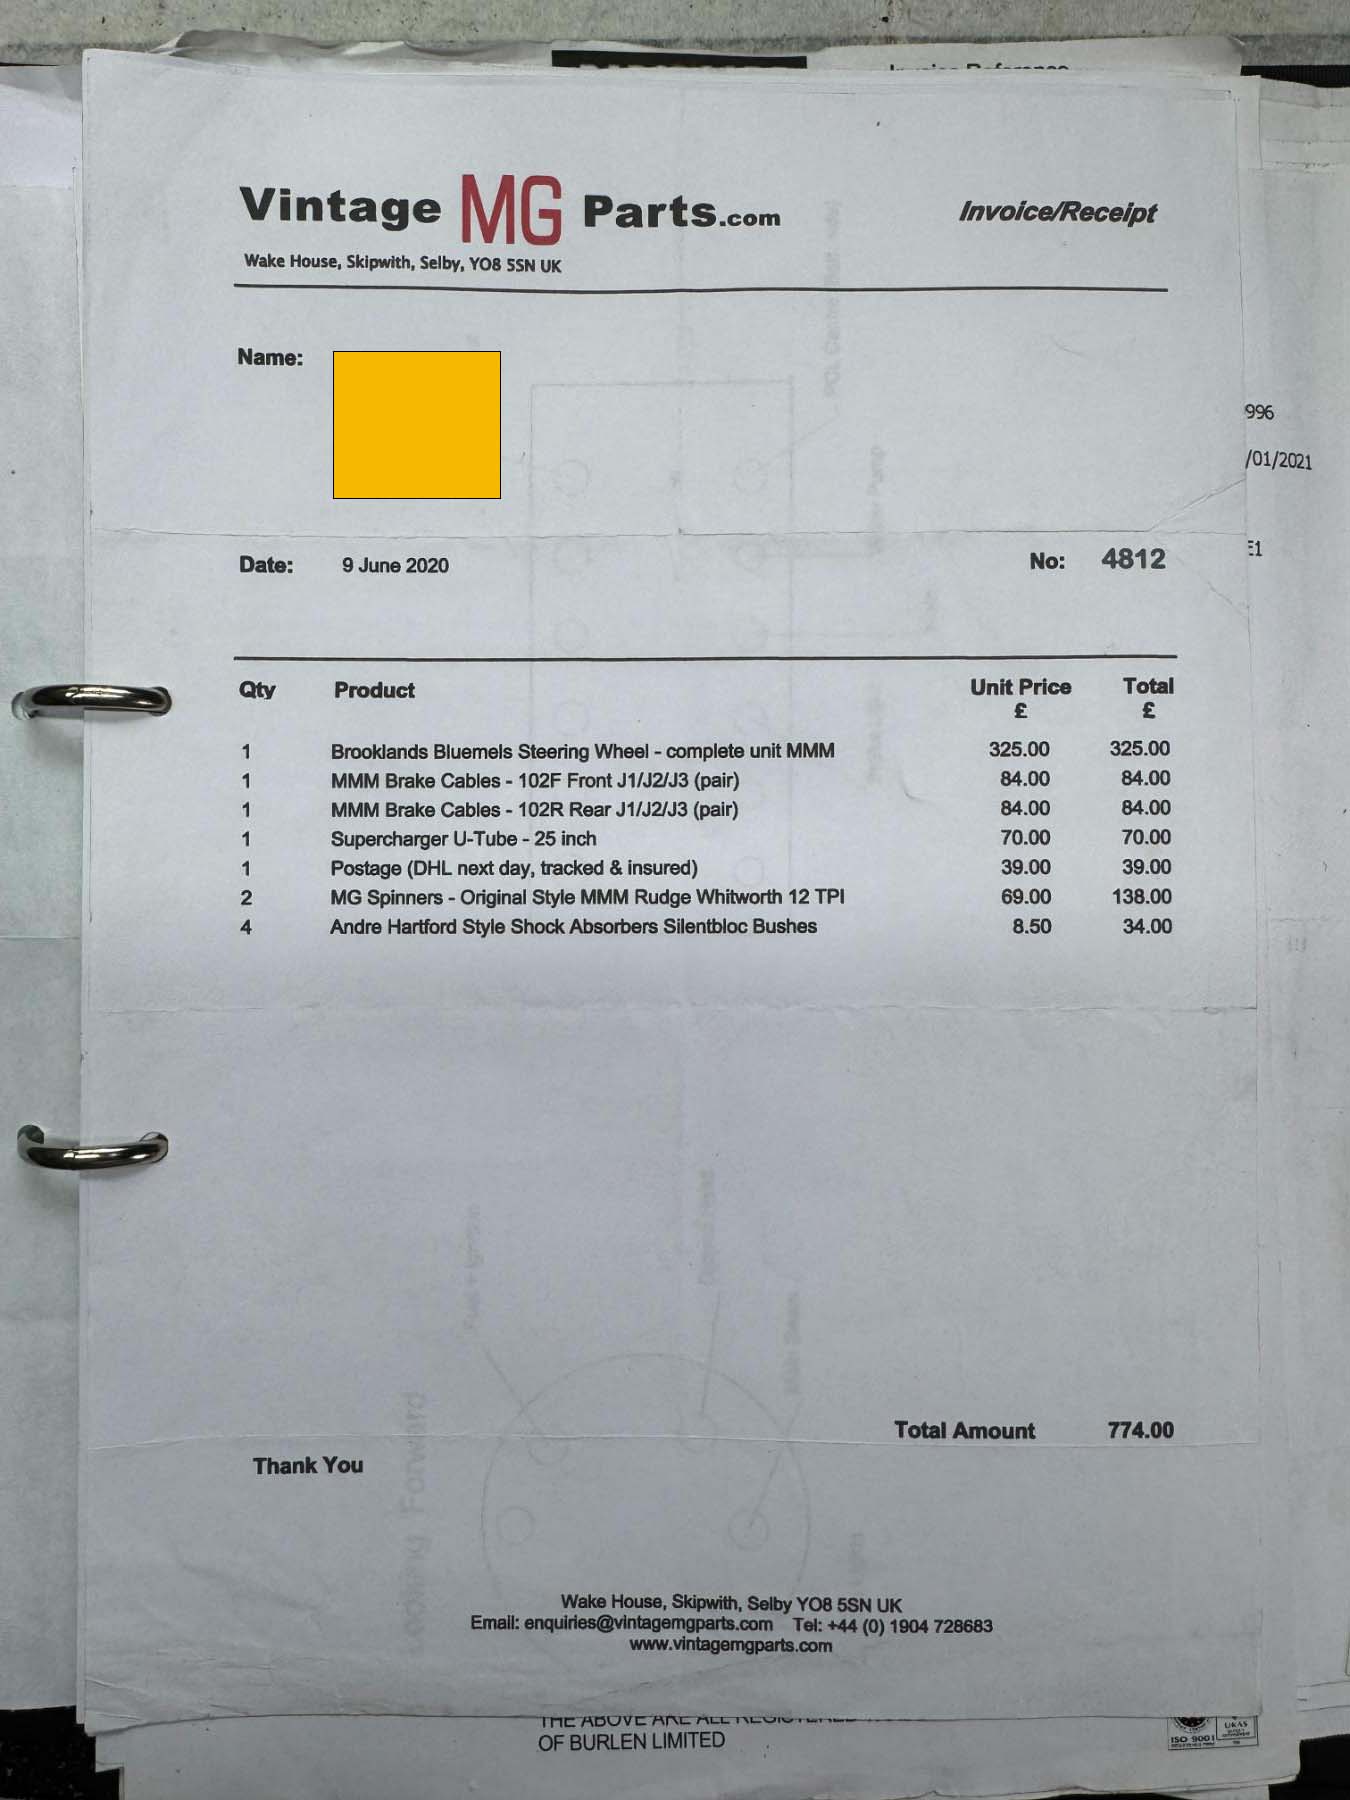 Vintage MG Parts.com
Invoice/Receipt
Wake House, Skipwith, Selby, YO8 5SN UK
Name:
996
/01/2021
E1
Date: 9 June 2020
No: 4812
Qty Product Unit Price Total
£ £
1 Brooklands Bluemels Steering Wheel - complete unit MMM 325.00 325.00
1 MMM Brake Cables - 102F Front J1/J2/J3 (pair) 84.00 84.00
1 MMM Brake Cables - 102R Rear J1/J2/J3 (pair) 84.00 84.00
1 Supercharger U-Tube - 25 inch 70.00 70.00
1 Postage (DHL next day, tracked & insured) 39.00 39.00
2 MG Spinners - Original Style MMM Rudge Whitworth 12 TPI 69.00 138.00
4 Andre Hartford Style Shock Absorbers Silentbloc Bushes 8.50 34.00
Total Amount 774.00
Thank You
Wake House, Skipwith, Selby YO8 5SN UK
Email: enquiries@vintagemgparts.com Tel: +44 (0) 1904 728683
www.vintagemgparts.com
THE ABOVE ARE ALL
OF BURLEN LIMITED
UKAS
ISO 9001